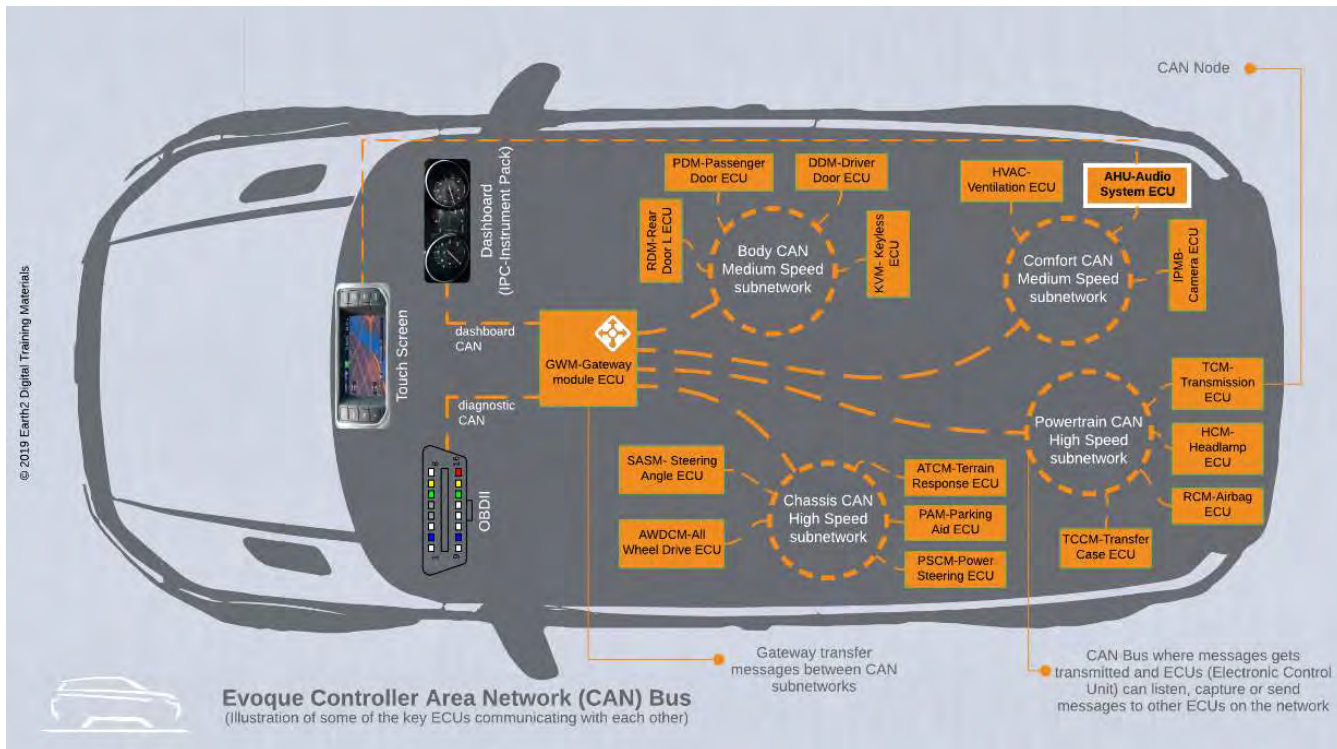 CAN Node
PDM-Passenger
Door ECU
DDM-Driver
Door ECU
HVAC-
Ventilation ECU
AHU-Audio
System ECU
RDM-Rear
Door L ECU
Body CAN
Medium Speed
subnetwork
KVM- Keyless
ECU
Comfort CAN
Medium Speed
subnetwork
IPMB-
Camera ECU
Dashboard
(IPC-Instrument Pack)
Touch Screen
dashboard
CAN
GWM-Gateway
module ECU
diagnostic
CAN
OBDII
8
16
1
9
TCM-
Transmission
ECU
Powertrain CAN
High Speed
subnetwork
HCM-
Headlamp
ECU
RCM-Airbag
ECU
TCCM-Transfer
Case ECU
SASM- Steering
Angle ECU
ATCM-Terrain
Response ECU
Chassis CAN
High Speed
subnetwork
PAM-Parking
Aid ECU
AWDCM-All
Wheel Drive ECU
PSCM-Power
Steering ECU
© 2019 Earth2 Digital Training Materials
Gateway transfer
messages between CAN
subnetworks
CAN Bus where messages gets
transmitted and ECUs (Electronic Control
Unit) can listen, capture or send
messages to other ECUs on the network
Evoque Controller Area Network (CAN) Bus
(Illustration of some of the key ECUs communicating with each other)